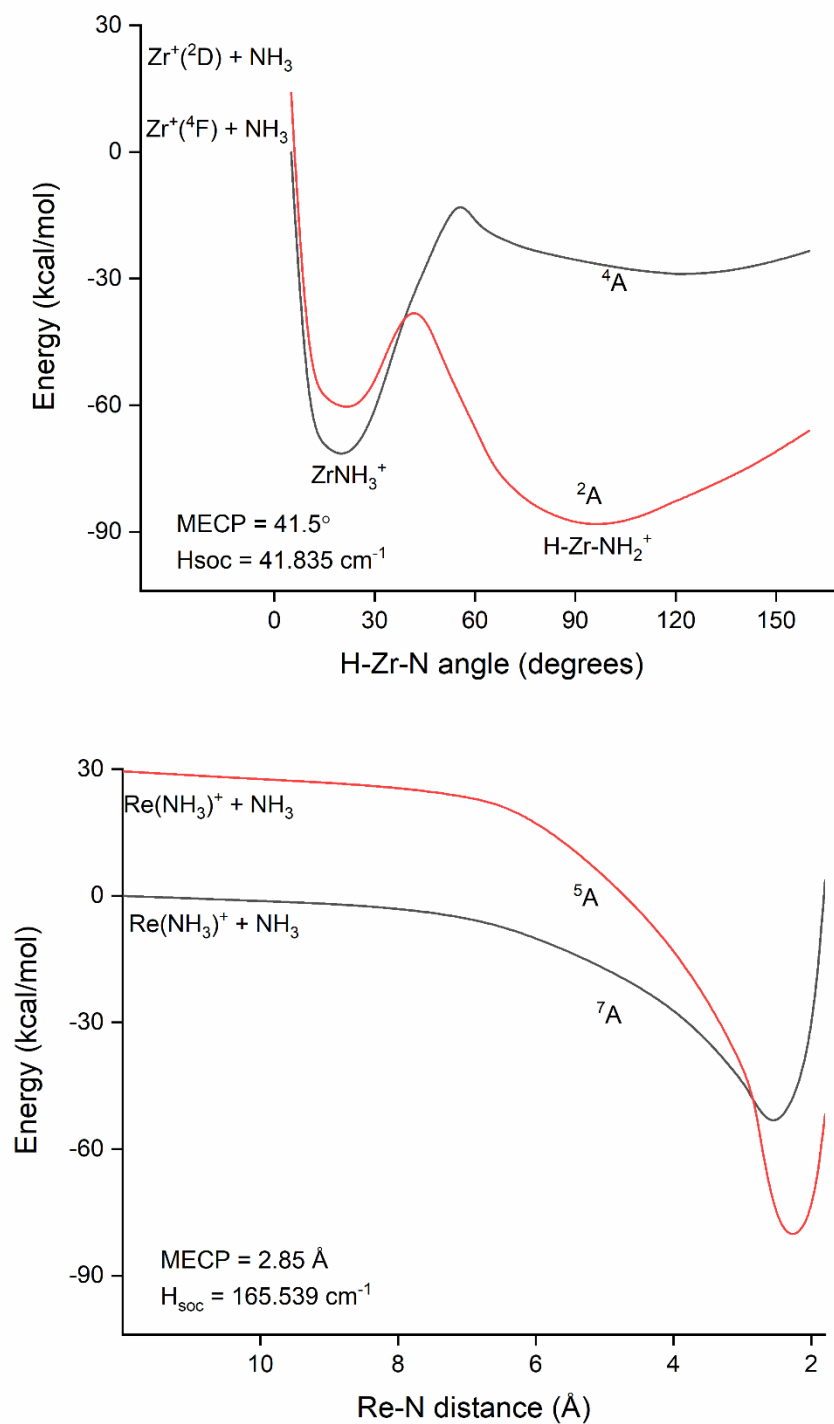 30
Zr⁺(²D) + NH₃
Zr⁺(⁴F) + NH₃
0
Energy (kcal/mol)
-30
⁴A
-60
ZrNH₃⁺
²A
-90
MECP = 41.5°
H-Zr-NH₂⁺
Hsoc = 41.835 cm⁻¹
0 30 60 90 120 150
H-Zr-N angle (degrees)
30
Re(NH₃)⁺ + NH₃
⁵A
0
Re(NH₃)⁺ + NH₃
Energy (kcal/mol)
-30
⁷A
-60
-90
MECP = 2.85 Å
Hₛₒc = 165.539 cm⁻¹
10 8 6 4 2
Re-N distance (Å)